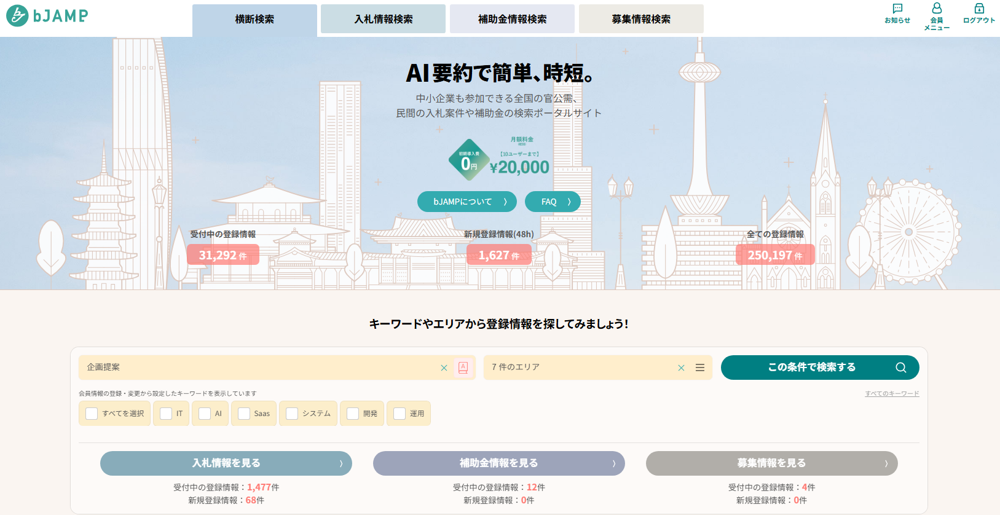 bJAMP
横断検索
入札情報検索
補助金情報検索
募集情報検索
お知らせ
会員
メニュー
ログアウト
AI要約で簡単、時短。
中小企業も参加できる全国の官公需、
民間の入札案件や補助金の検索ポータルサイト
初期導入費
0円
月額料金
【10ユーザーまで】
¥20,000
bJAMPについて
FAQ
受付中の登録情報
31,292 件
新規登録情報(48h)
1,627 件
全ての登録情報
250,197 件
キーワードやエリアから登録情報を探してみましょう！
企画提案
7 件のエリア
この条件で検索する
会員情報の登録・変更から設定したキーワードを表示しています
すべてのキーワード
すべてを選択
IT
AI
Saas
システム
開発
運用
入札情報を見る
補助金情報を見る
募集情報を見る
受付中の登録情報：1,477件
新規登録情報：68件
受付中の登録情報：12件
新規登録情報：0件
受付中の登録情報：4件
新規登録情報：0件